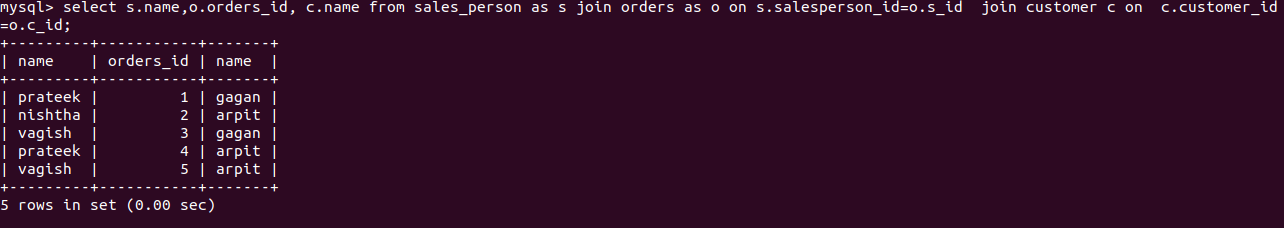 mysql> select s.name,o.orders_id, c.name from sales_person as s join orders as o on s.salesperson_id=o.s_id  join customer c on  c.customer_id
=o.c_id;
+---------+-----------+-------+
| name    | orders_id | name  |
+---------+-----------+-------+
| prateek |         1 | gagan |
| nishtha |         2 | arpit |
| vagish  |         3 | gagan |
| prateek |         4 | arpit |
| vagish  |         5 | arpit |
+---------+-----------+-------+
5 rows in set (0.00 sec)